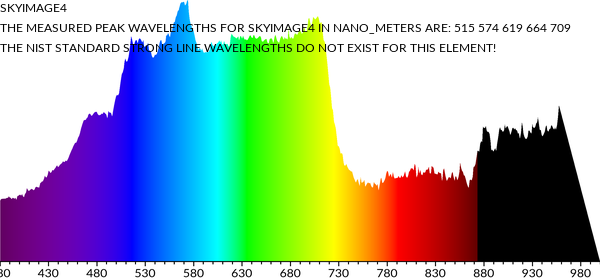 SKYIMAGE4
THE MEASURED PEAK WAVELENGTHS FOR SKYIMAGE4 IN NANO_METERS ARE: 515 574 619 664 709
THE NIST STANDARD STRONG LINE WAVELENGTHS DO NOT EXIST FOR THIS ELEMENT!
30 430 480 530 580 630 680 730 780 830 880 930 980